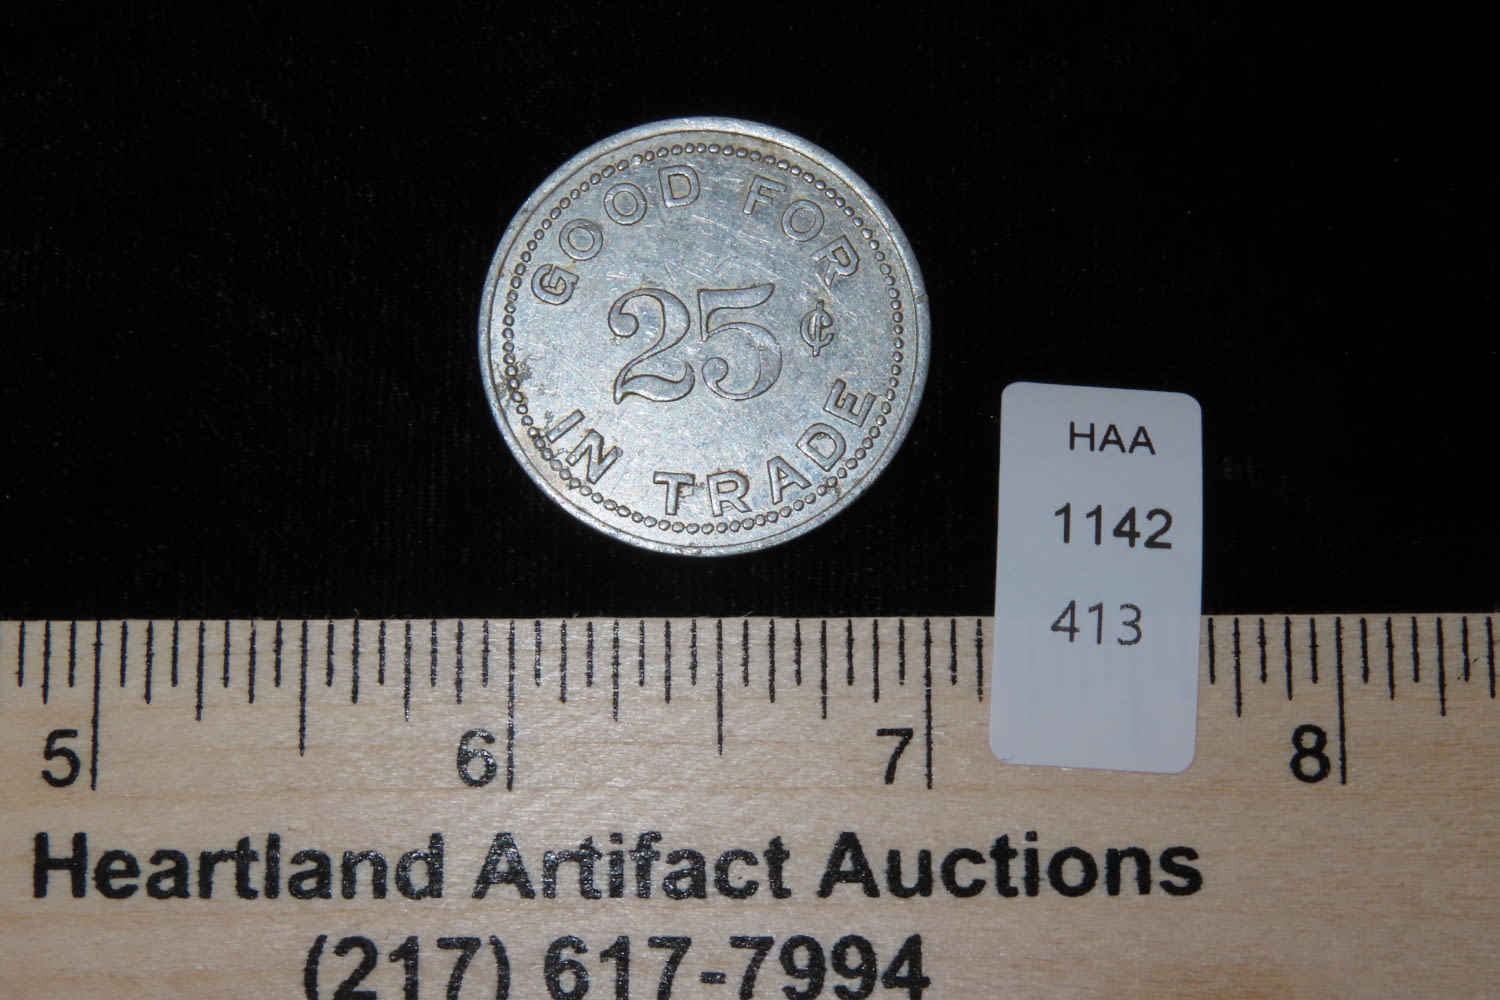 GOOD FOR
25 ¢
IN TRADE
HAA
1142
413
5 6 7 8
Heartland Artifact Auctions
(217) 617-7994